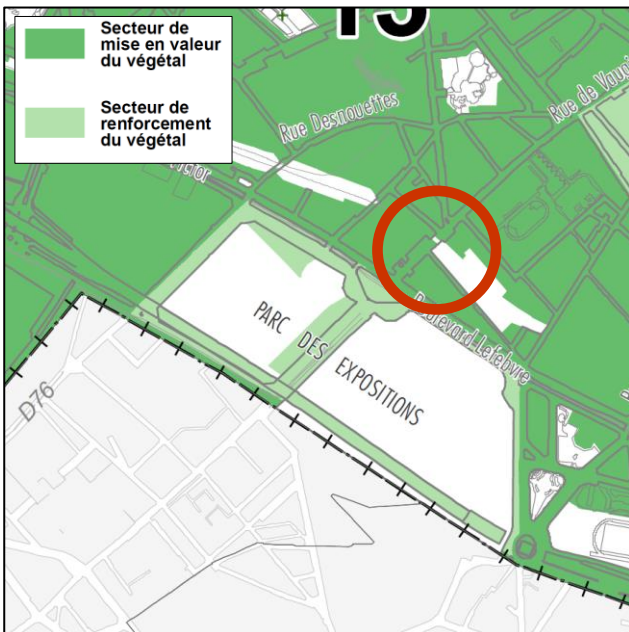 15
Secteur de
mise en valeur
du végétal
Secteur de
renforcement
du végétal
Rue Desnouettes
Rue de Vaugi
PARC DES EXPOSITIONS
Boulevard Lefebvre
D76